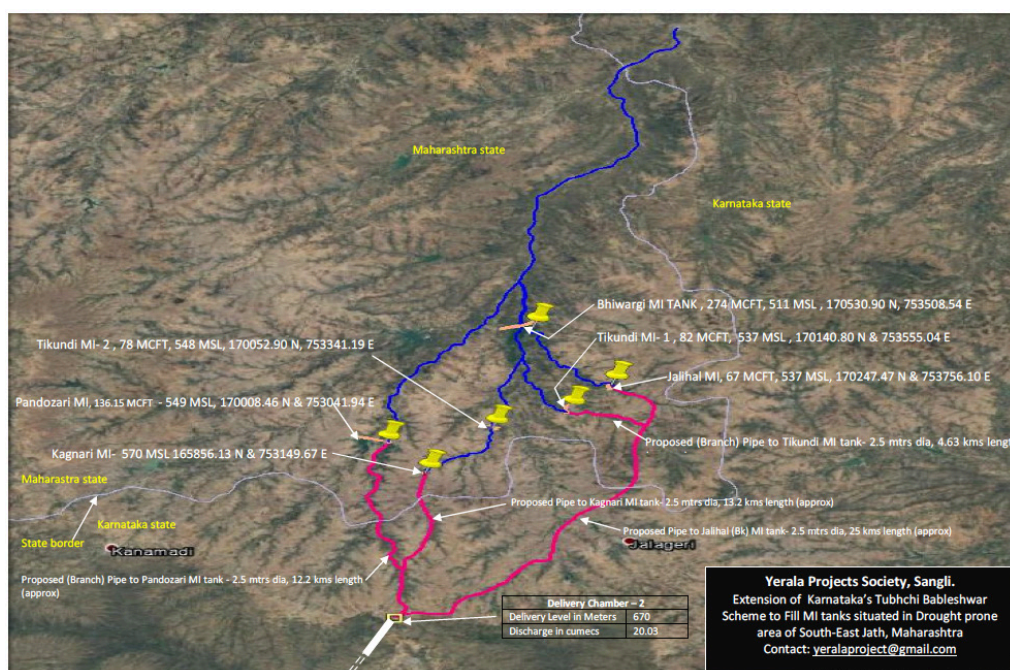 Maharashtra state
Karnataka state
Bhiwargi MI TANK , 274 MCFT, 511 MSL , 170530.90 N, 753508.54 E
Tikundi MI- 1 , 82 MCFT, 537 MSL , 170140.80 N & 753555.04 E
Tikundi MI- 2 , 78 MCFT, 548 MSL, 170052.90 N, 753341.19 E
Jalihal MI, 67 MCFT, 537 MSL, 170247.47 N & 753756.10 E
Pandozari MI, 136.15 MCFT - 549 MSL, 170008.46 N & 753041.94 E
Proposed (Branch) Pipe to Tikundi MI tank- 2.5 mtrs dia, 4.63 kms length
Kagnari MI- 570 MSL 165856.13 N & 753149.67 E
Maharastra state
Proposed Pipe to Kagnari MI tank- 2.5 mtrs dia, 13.2 kms length (approx)
Karnataka state
Proposed Pipe to Jalihal (Bk) MI tank- 2.5 mtrs dia, 25 kms length (approx)
State border
Kanamadi
Jalageri
Proposed (Branch) Pipe to Pandozari MI tank - 2.5 mtrs dia, 12.2 kms length
(approx)
Delivery Chamber – 2
Delivery Level in Meters 670
Discharge in cumecs 20.03
Yerala Projects Society, Sangli.
Extension of Karnataka's Tubhchi Bableshwar
Scheme to Fill MI tanks situated in Drought prone
area of South-East Jath, Maharashtra
Contact: yeralaproject@gmail.com